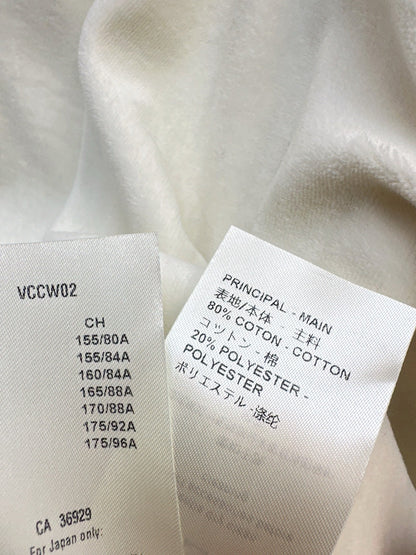 VCCW02
CH
155/80A
155/84A
160/84A
165/88A
170/88A
175/92A
175/96A
CA 36929
For Japan only:
PRINCIPAL - MAIN
表地/本体 - 主料
80% COTON - COTTON
コットン - 棉
20% POLYESTER -
POLYESTER
ポリエステル -涤纶